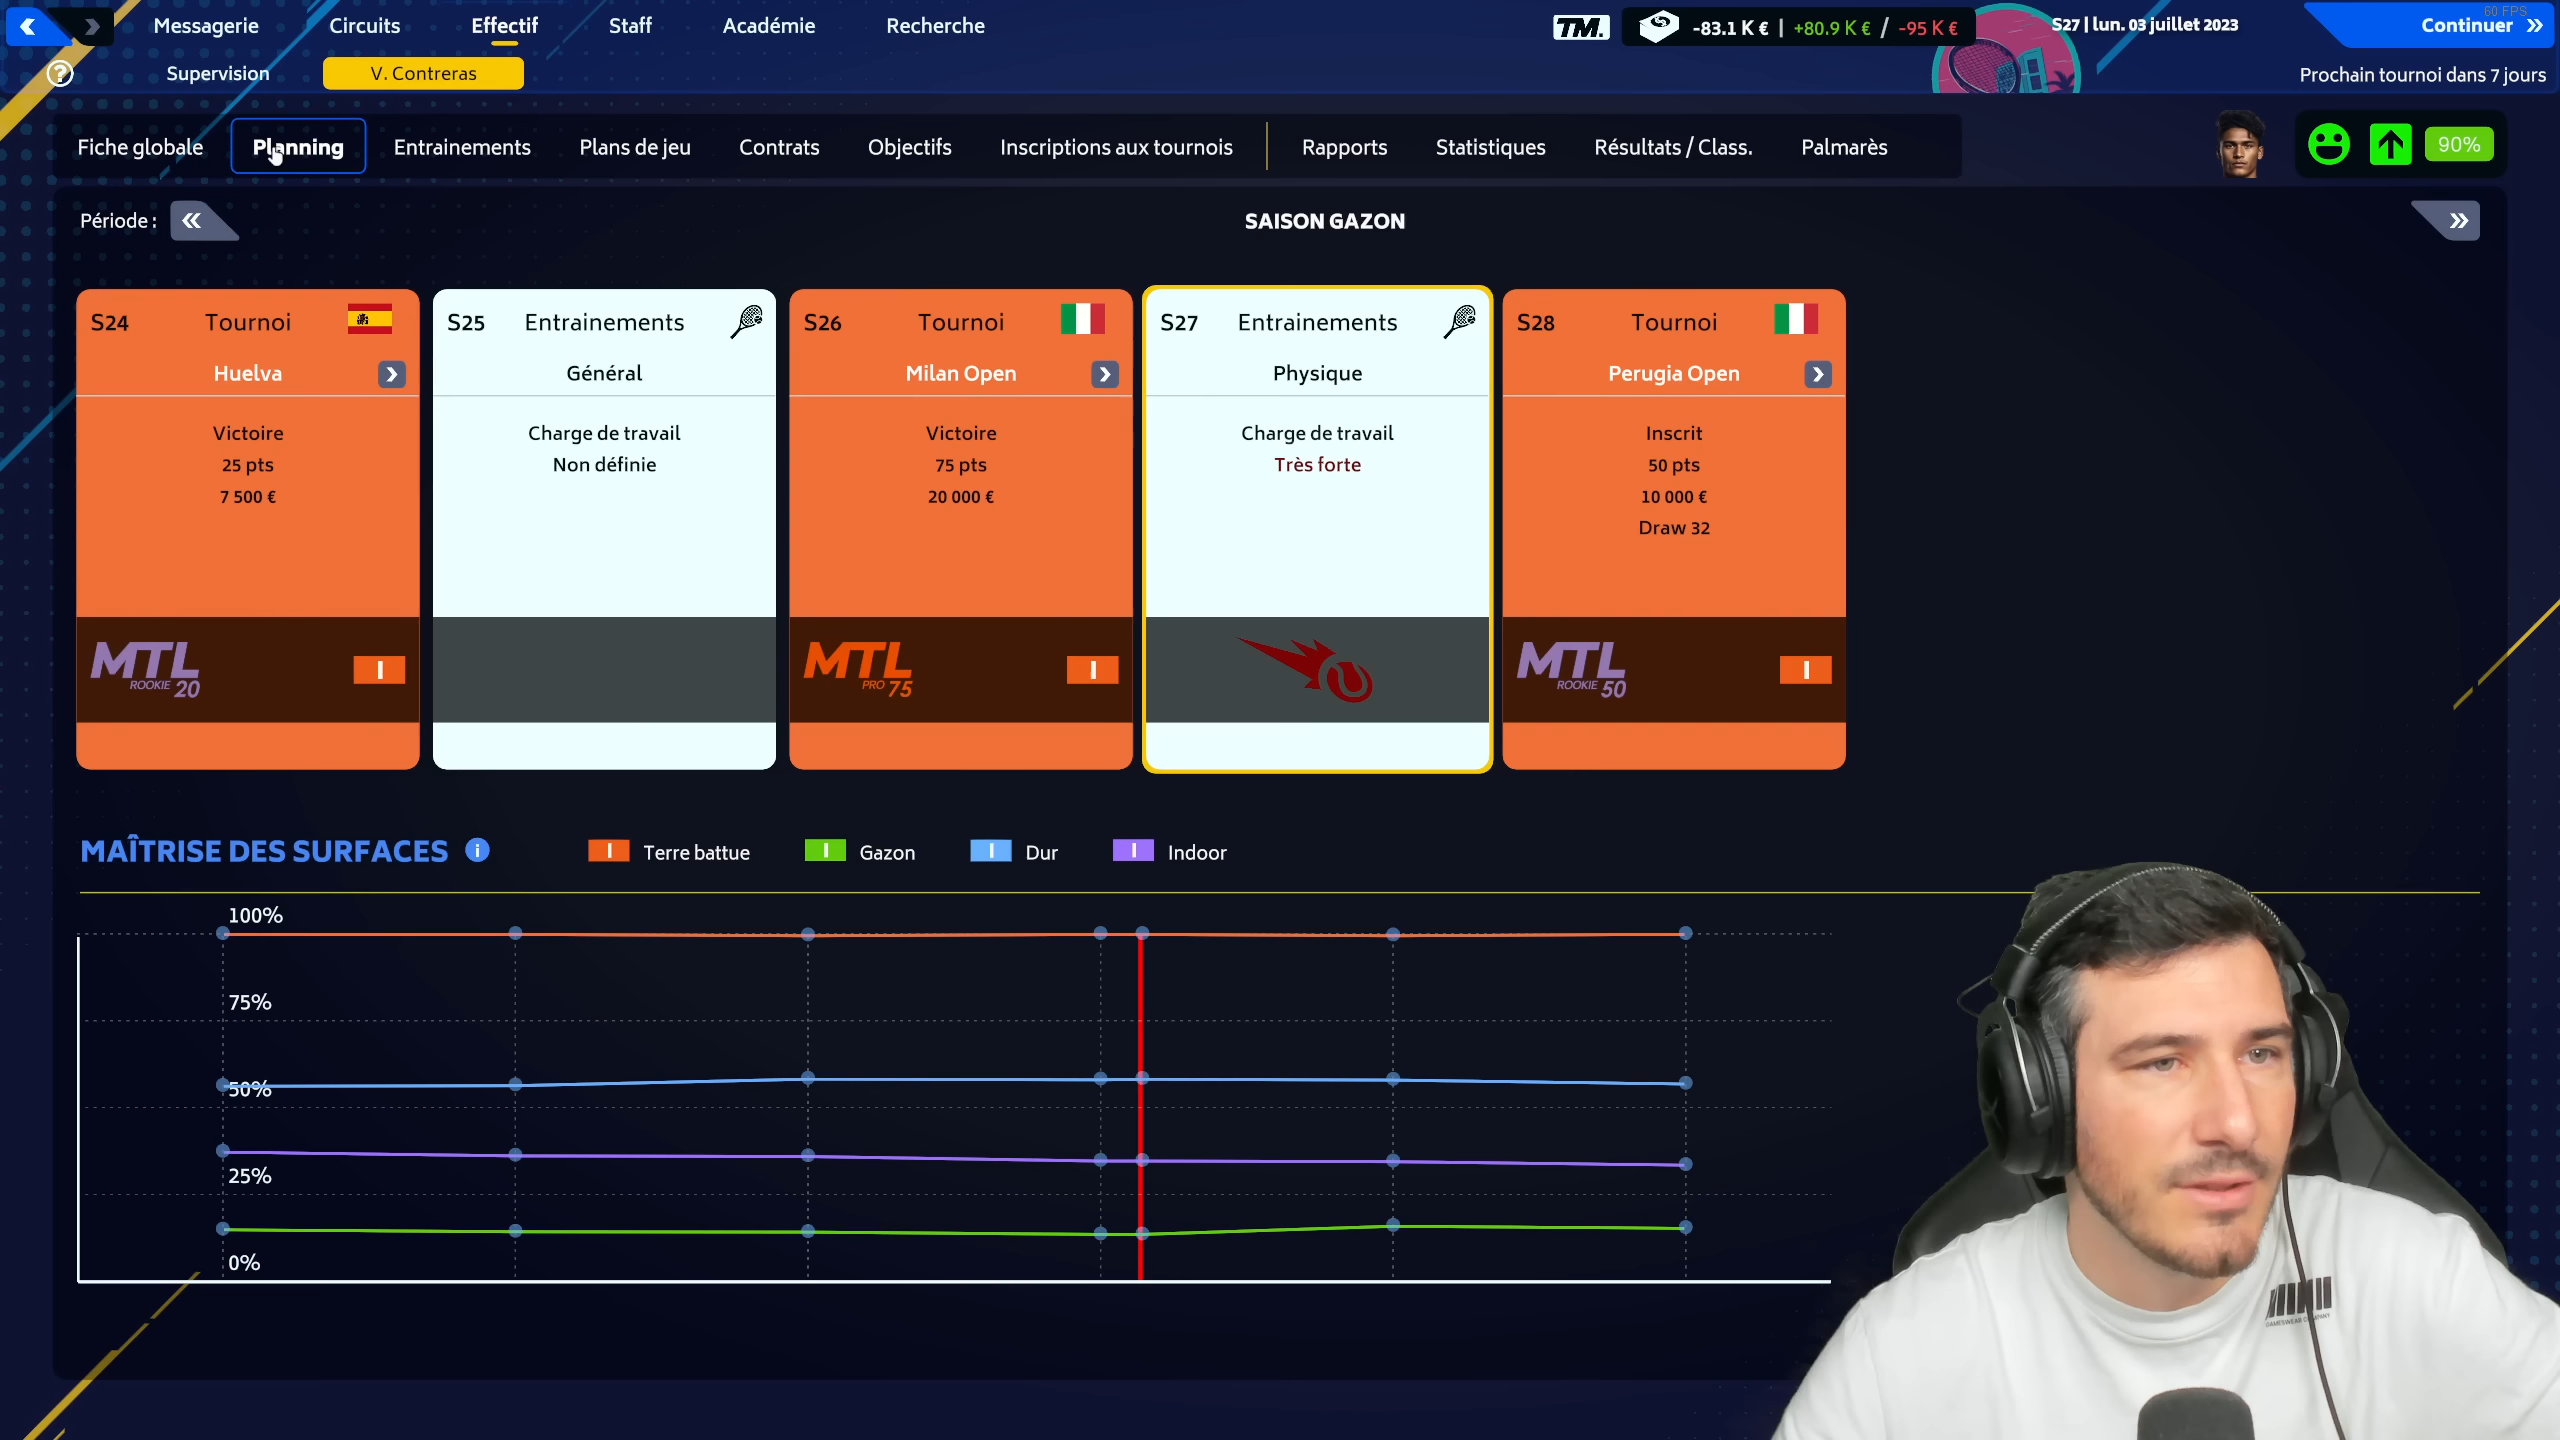 Messagerie
Circuits
Effectif
Staff
Académie
Recherche
TM.
-83.1 K € | +80.9 K € / -95 K €
S27 | lun. 03 juillet 2023
60 FPS
Continuer
Supervision
V. Contreras
Prochain tournoi dans 7 jours
Fiche globale
Planning
Entrainements
Plans de jeu
Contrats
Objectifs
Inscriptions aux tournois
Rapports
Statistiques
Résultats / Class.
Palmarès
90%
Période :
SAISON GAZON
S24 Tournoi
Huelva
Victoire
25 pts
7 500 €
MTL
ROOKIE 20
S25 Entrainements
Général
Charge de travail
Non définie
S26 Tournoi
Milan Open
Victoire
75 pts
20 000 €
MTL
PRO 75
S27 Entrainements
Physique
Charge de travail
Très forte
S28 Tournoi
Perugia Open
Inscrit
50 pts
10 000 €
Draw 32
MTL
ROOKIE 50
MAÎTRISE DES SURFACES
Terre battue
Gazon
Dur
Indoor
100%
75%
50%
25%
0%